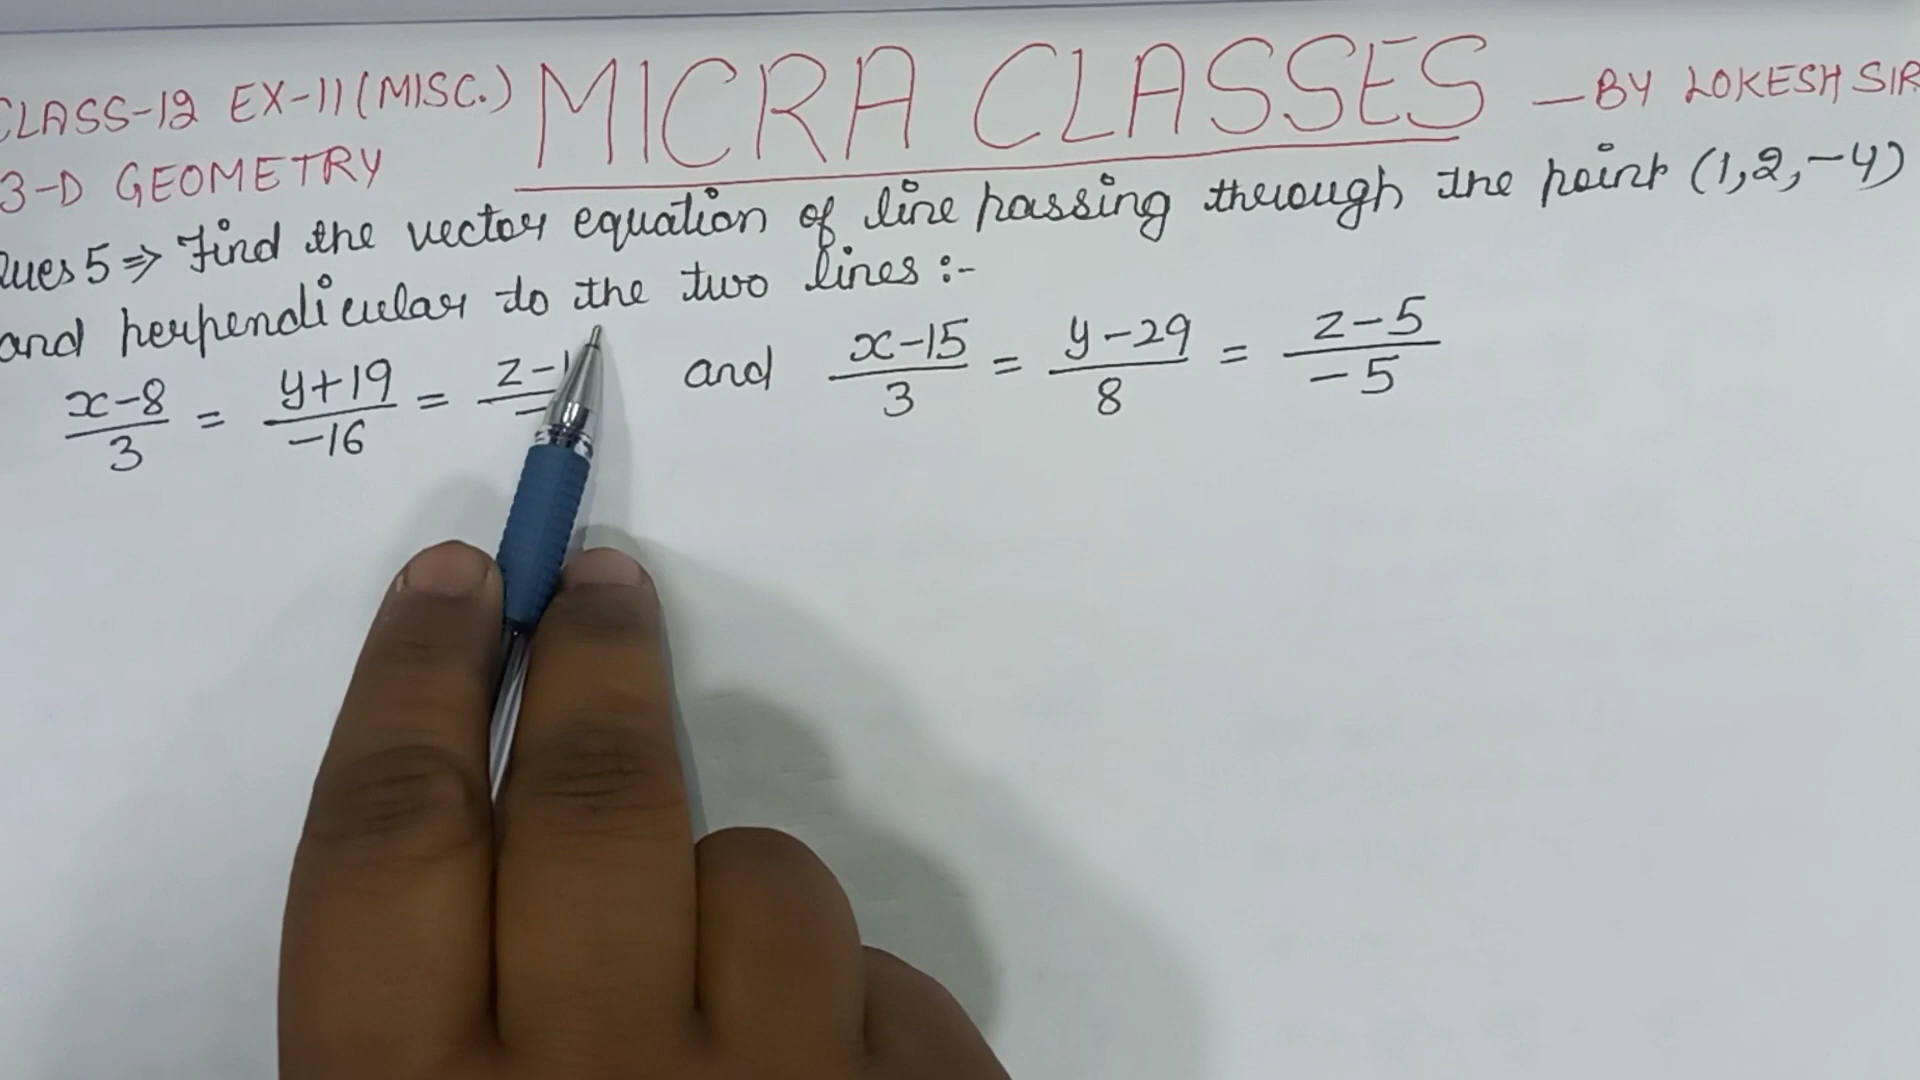 CLASS-12 EX-11 (MISC.) MICRA CLASSES - BY LOKESH SIR
3-D GEOMETRY
Ques 5 ⇒ Find the vector equation of line passing through the point (1,2,-4)
and perpendicular to the two lines :-
x-8/3 = y+19/-16 = z-1 and x-15/3 = y-29/8 = z-5/-5